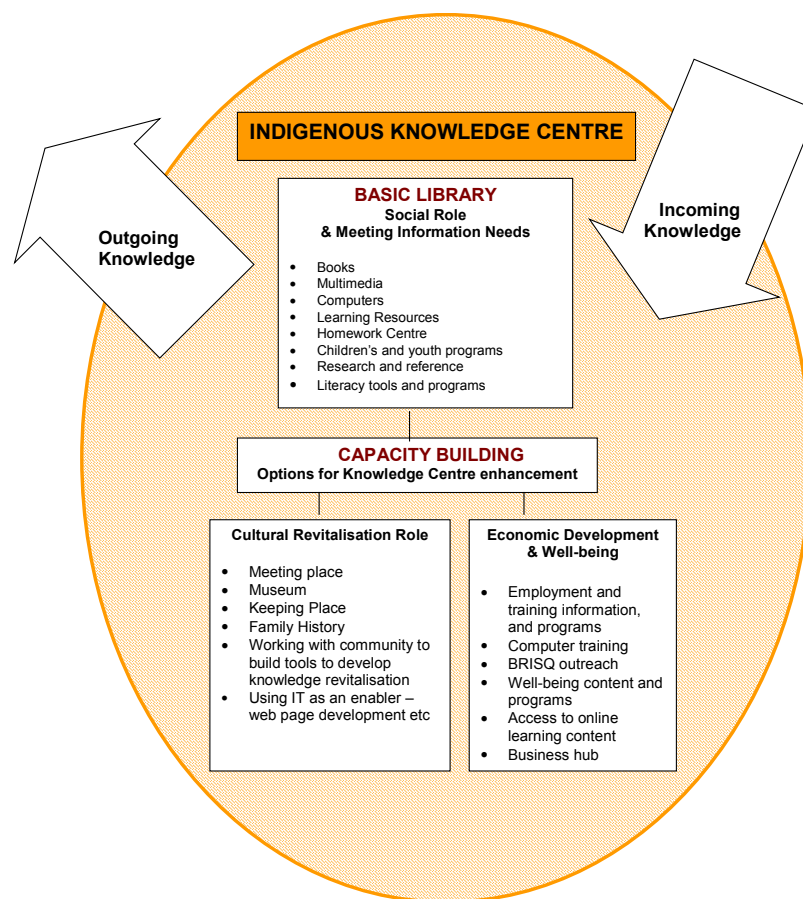 INDIGENOUS KNOWLEDGE CENTRE
BASIC LIBRARY
Social Role
& Meeting Information Needs
• Books
• Multimedia
• Computers
• Learning Resources
• Homework Centre
• Children’s and youth programs
• Research and reference
• Literacy tools and programs
Outgoing
Knowledge
Incoming
Knowledge
CAPACITY BUILDING
Options for Knowledge Centre enhancement
Cultural Revitalisation Role
• Meeting place
• Museum
• Keeping Place
• Family History
• Working with community to
build tools to develop
knowledge revitalisation
• Using IT as an enabler –
web page development etc
Economic Development
& Well-being
• Employment and
training information,
and programs
• Computer training
• BRISQ outreach
• Well-being content and
programs
• Access to online
learning content
• Business hub